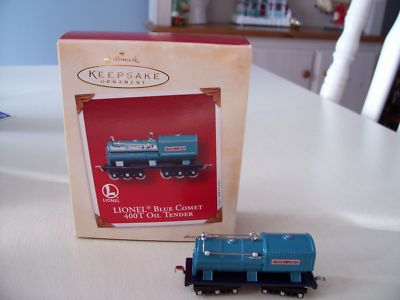 Hallmark
KEEPSAKE
ORNAMENT
LIONEL
LIONEL® BLUE COMET
400T OIL TENDER